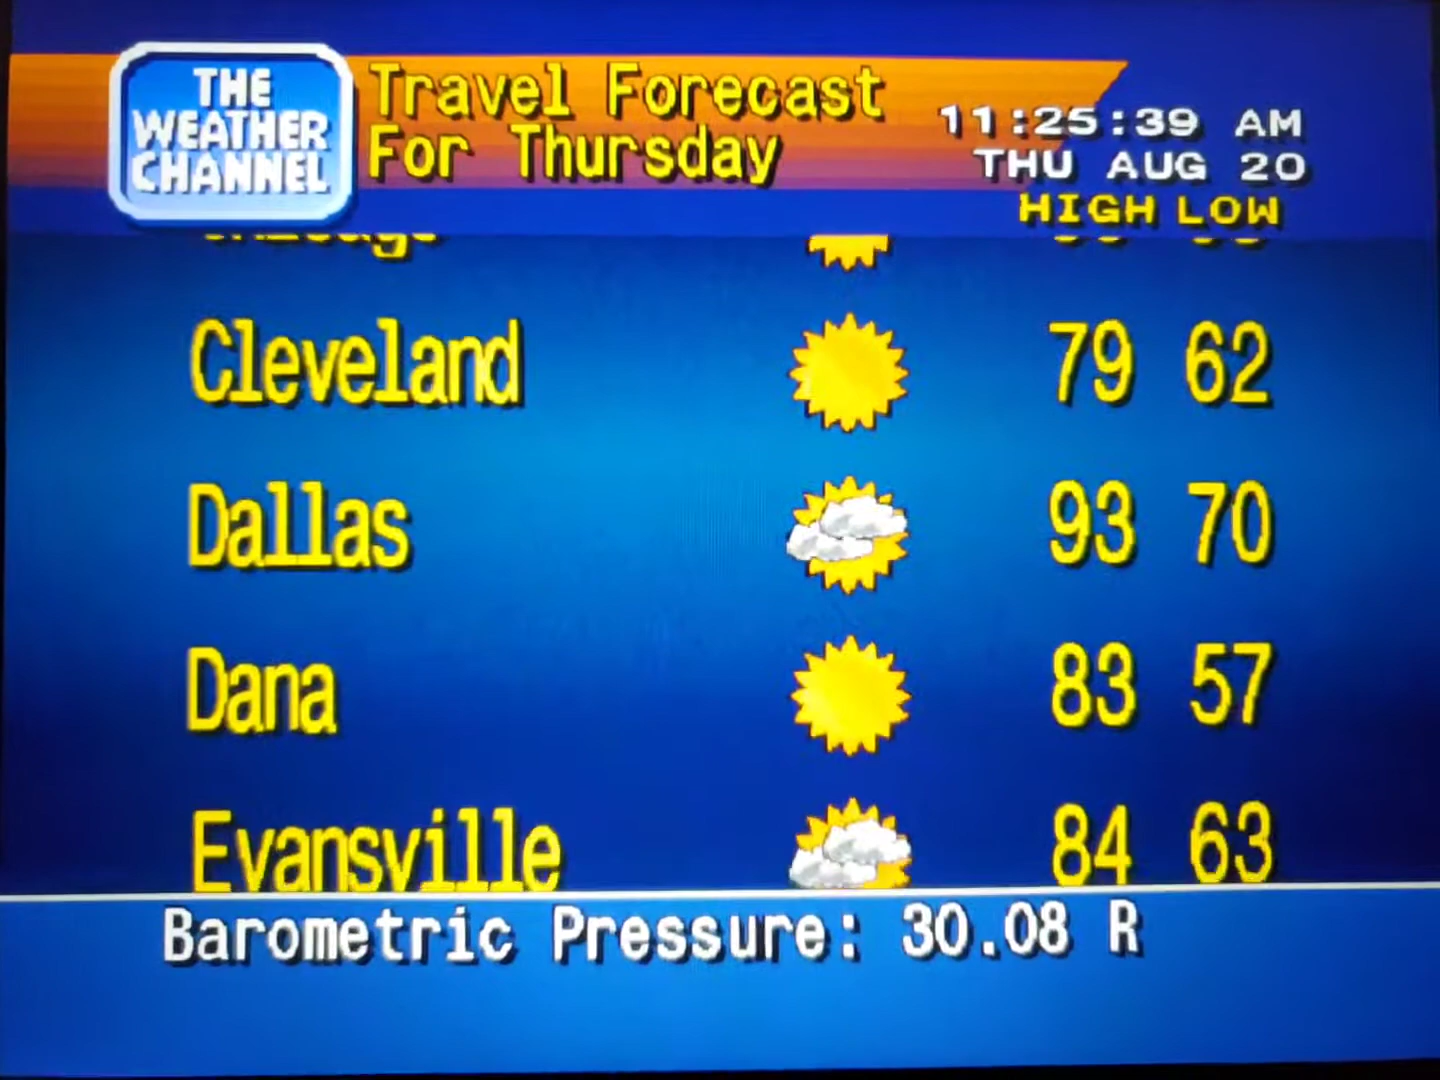 THE
WEATHER
CHANNEL
Travel Forecast
For Thursday
11:25:39 AM
THU AUG 20
HIGH LOW
Cleveland 79 62
Dallas 93 70
Dana 83 57
Evansville 84 63
Barometric Pressure: 30.08 R